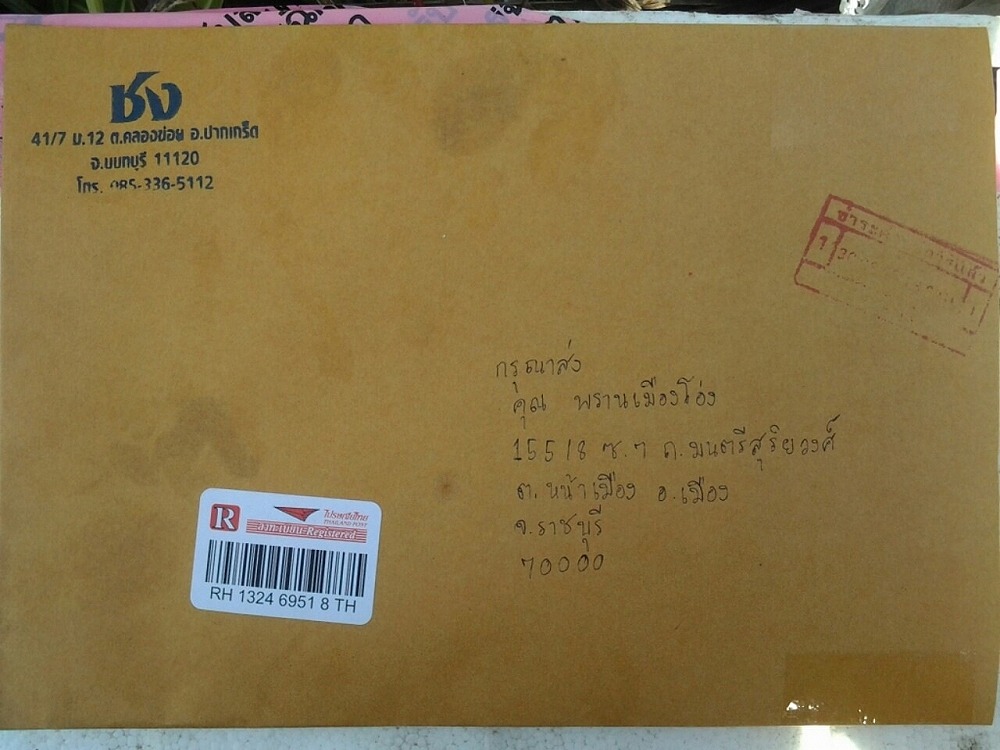 ชง
41/7 ม.12 ต.คลองข่อย อ.ปากเกร็ด
จ.นนทบุรี 11120
โทร. 085-336-5112
ชำระ
กรุณาส่ง
คุณ พรานเมืองโอ่ง
155/8 ซ.7 ถ.มนตรีสุริยวงศ์
ต.หน้าเมือง อ.เมือง
จ.ราชบุรี
70000
R ไปรษณีย์ไทย
THAILAND POST
ลงทะเบียน-Registered
RH 1324 6951 8 TH